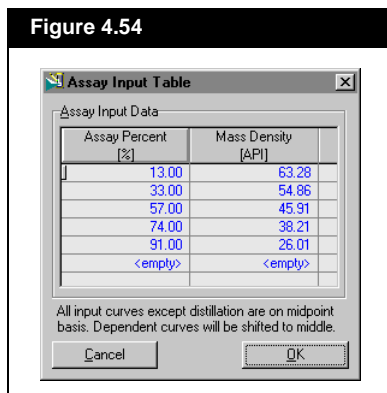 Figure 4.54
Assay Input Table
Assay Input Data
Assay Percent Mass Density
[%] [API]
13.00 63.28
33.00 54.86
57.00 45.91
74.00 38.21
91.00 26.01
<empty> <empty>
All input curves except distillation are on midpoint
basis. Dependent curves will be shifted to middle.
Cancel OK